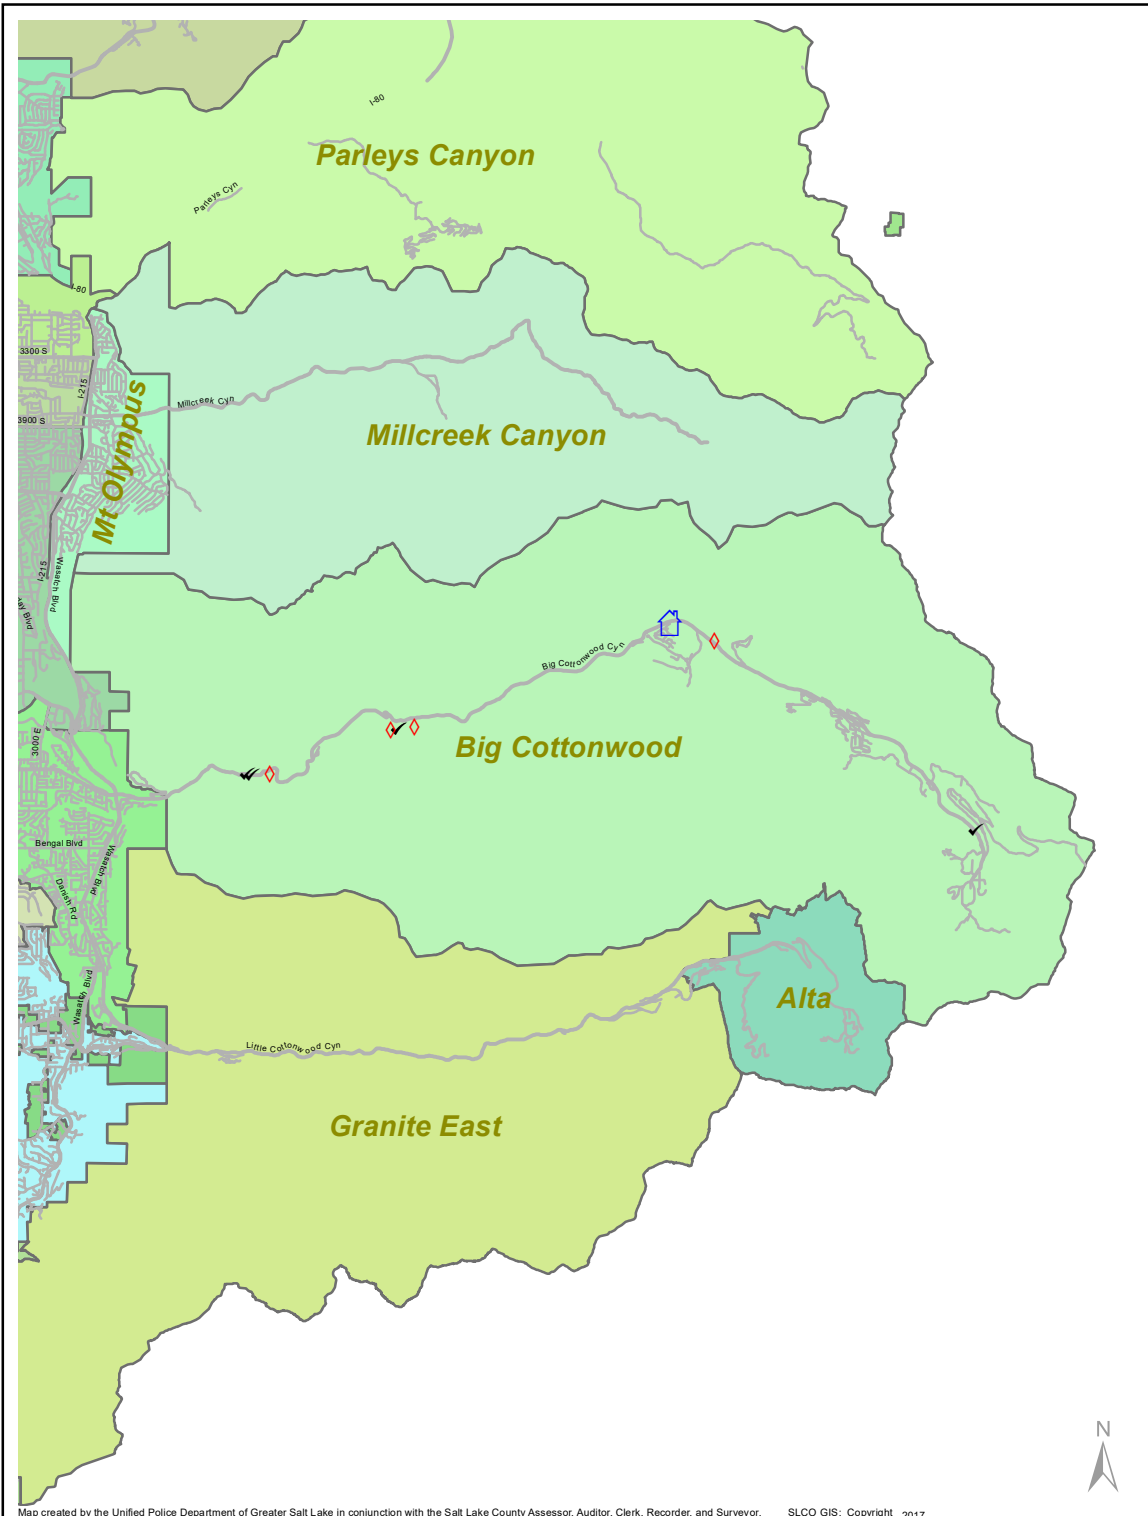 I-80
Parleys Canyon
Parleys Cyn
I-80
3300 S
I-215
Millcreek Cyn
3900 S
Mt Olympus
Millcreek Canyon
I-215
Wasatch Blvd
Blvd
Big Cottonwood Cyn
3000 E
Big Cottonwood
Bengal Blvd
Wasatch Blvd
Danish Rd
Wasatch Blvd
Alta
Little Cottonwood Cyn
Granite East
N
Map created by the Unified Police Department of Greater Salt Lake in conjunction with the Salt Lake County Assessor, Auditor, Clerk, Recorder, and Surveyor. SLCO GIS: Copyright 2017